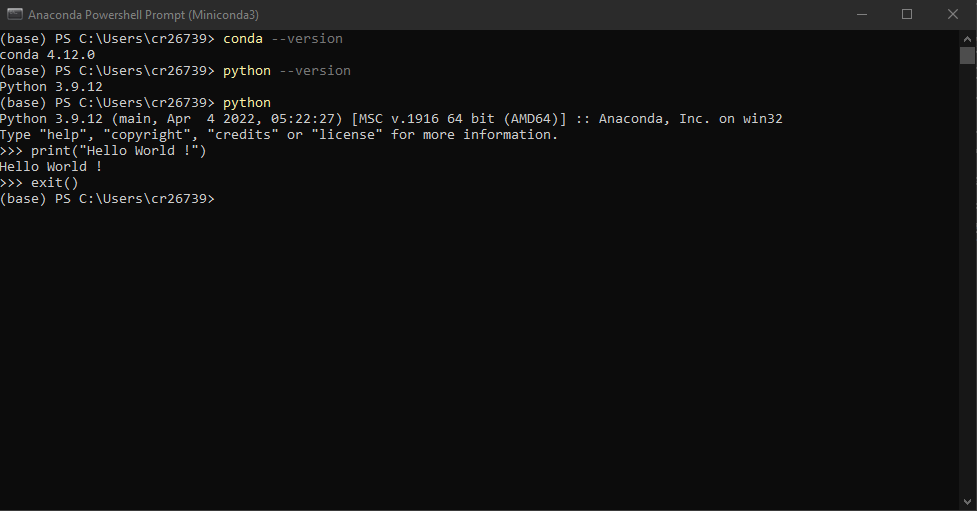 Anaconda Powershell Prompt (Miniconda3)
(base) PS C:\Users\cr26739> conda --version
conda 4.12.0
(base) PS C:\Users\cr26739> python --version
Python 3.9.12
(base) PS C:\Users\cr26739> python
Python 3.9.12 (main, Apr  4 2022, 05:22:27) [MSC v.1916 64 bit (AMD64)] :: Anaconda, Inc. on win32
Type "help", "copyright", "credits" or "license" for more information.
>>> print("Hello World !")
Hello World !
>>> exit()
(base) PS C:\Users\cr26739>